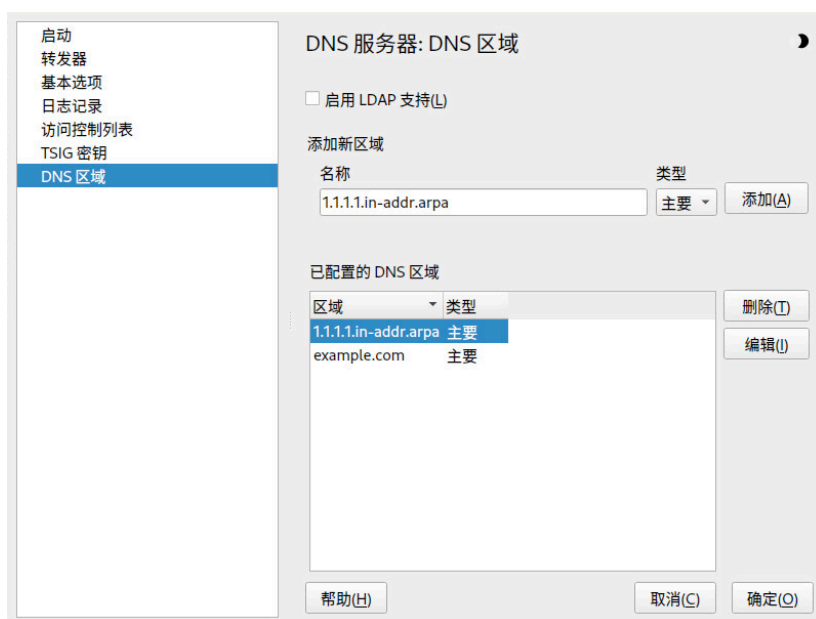 启动
转发器
基本选项
日志记录
访问控制列表
TSIG 密钥
DNS 区域
DNS 服务器: DNS 区域
启用 LDAP 支持(L)
添加新区域
名称 类型
1.1.1.1.in-addr.arpa 主要 添加(A)
已配置的 DNS 区域
区域 类型
1.1.1.1.in-addr.arpa 主要
example.com 主要
删除(T)
编辑(I)
帮助(H) 取消(C) 确定(O)